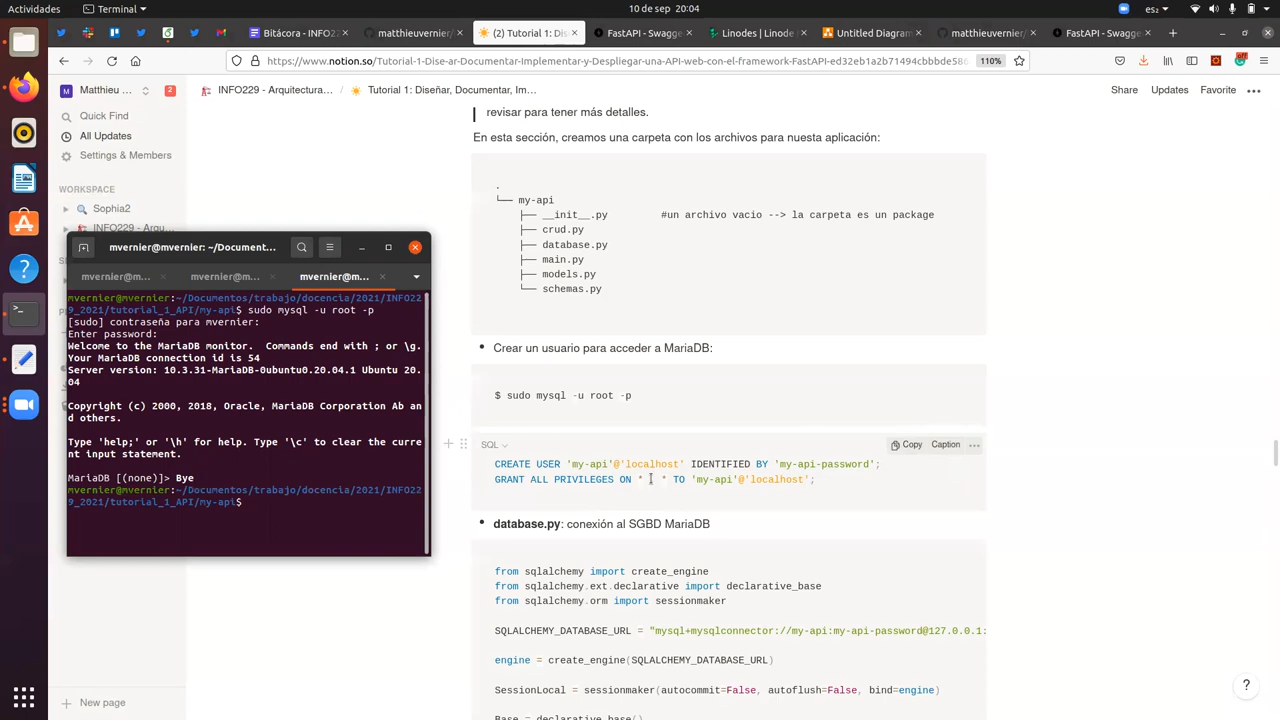 Actividades
Terminal
10 de sep 20:04
es₂
Bitácora - INFO22
matthieuvernier/
(2) Tutorial 1: Dis
FastAPI - Swagge
Linodes | Linode
Untitled Diagram
matthieuvernier/
FastAPI - Swagge
https://www.notion.so/Tutorial-1-Dise-ar-Documentar-Implementar-y-Despliegar-una-API-web-con-el-framework-FastAPI-ed32eb1a2b71494ccbbbde586
110%
M Matthieu ... 2
INFO229 - Arquitectura... / Tutorial 1: Diseñar, Documentar, Im...
Share Updates Favorite
Quick Find
All Updates
Settings & Members
WORKSPACE
Sophia2
INFO229 - Arqu...
New page
revisar para tener más detalles.
En esta sección, creamos una carpeta con los archivos para nuesta aplicación:
.
└── my-api
├── __init__.py #un archivo vacio --> la carpeta es un package
├── crud.py
├── database.py
├── main.py
├── models.py
└── schemas.py
• Crear un usuario para acceder a MariaDB:
$ sudo mysql -u root -p
SQL
Copy Caption
CREATE USER 'my-api'@'localhost' IDENTIFIED BY 'my-api-password';
GRANT ALL PRIVILEGES ON * . * TO 'my-api'@'localhost';
• database.py: conexión al SGBD MariaDB
from sqlalchemy import create_engine
from sqlalchemy.ext.declarative import declarative_base
from sqlalchemy.orm import sessionmaker
SQLALCHEMY_DATABASE_URL = "mysql+mysqlconnector://my-api:my-api-password@127.0.0.1:
engine = create_engine(SQLALCHEMY_DATABASE_URL)
SessionLocal = sessionmaker(autocommit=False, autoflush=False, bind=engine)
Base = declarative_base()
?
mvernier@mvernier: ~/Document...
mvernier@m...
mvernier@m...
mvernier@m...
mvernier@mvernier:~/Documentos/trabajo/docencia/2021/INFO22
9_2021/tutorial_1_API/my-api$ sudo mysql -u root -p
[sudo] contraseña para mvernier:
Enter password:
Welcome to the MariaDB monitor. Commands end with ; or \g.
Your MariaDB connection id is 54
Server version: 10.3.31-MariaDB-0ubuntu0.20.04.1 Ubuntu 20.
04
Copyright (c) 2000, 2018, Oracle, MariaDB Corporation Ab an
d others.
Type 'help;' or '\h' for help. Type '\c' to clear the curre
nt input statement.
MariaDB [(none)]> Bye
mvernier@mvernier:~/Documentos/trabajo/docencia/2021/INFO22
9_2021/tutorial_1_API/my-api$